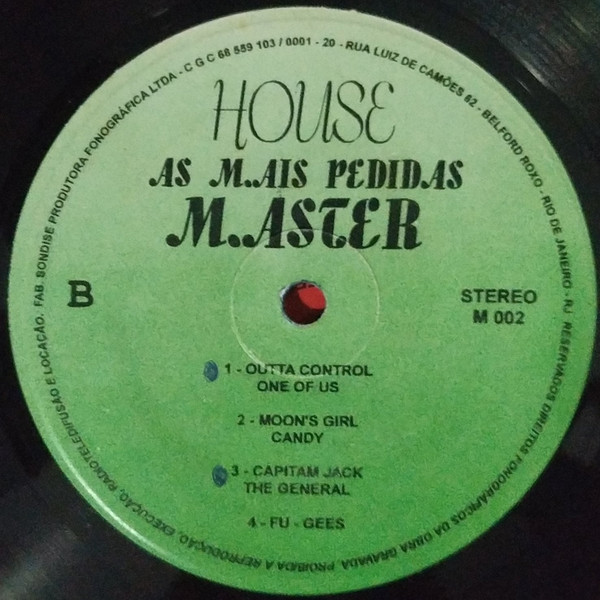 HOUSE
AS MAIS PEDIDAS
MASTER
B
STEREO
M 002
1 - OUTTA CONTROL
ONE OF US
2 - MOON'S GIRL
CANDY
3 - CAPITAM JACK
THE GENERAL
4 - FU - GEES
FAB. SONDISE PRODUTORA FONOGRÁFICA LTDA - C G C 68 559 103 / 0001 - 20 - RUA LUIZ DE CAMÕES 62 - BELFORD ROXO - RIO DE JANEIRO - RJ RESERVADOS DIREITOS FONOGRÁFICOS DA OBRA GRAVADA. PROIBIDA A REPRODUÇÃO, EXECUÇÃO, RADIOTELEDIFUSÃO E LOCAÇÃO.